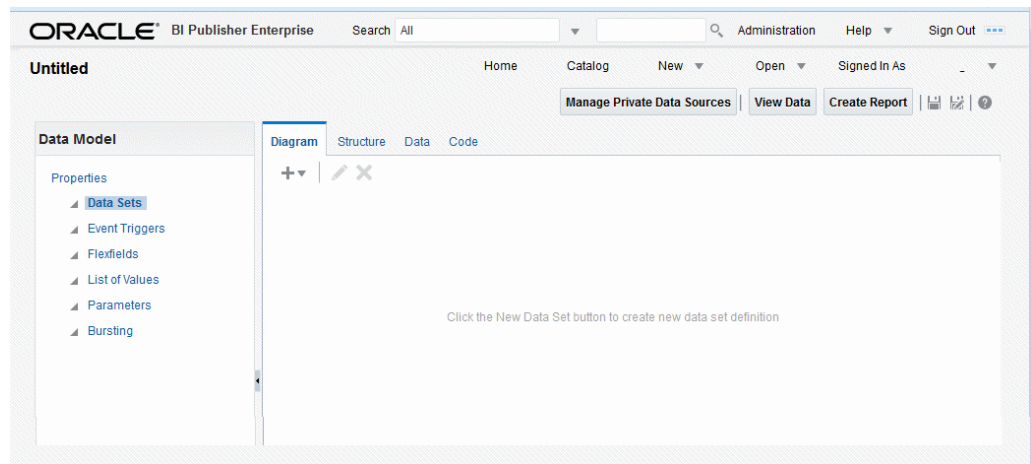 ORACLE® BI Publisher Enterprise Search All Administration Help Sign Out
Untitled Home Catalog New Open Signed In As _
Manage Private Data Sources View Data Create Report
Data Model
Diagram Structure Data Code
Properties
Data Sets
Event Triggers
Flexfields
List of Values
Parameters
Bursting
Click the New Data Set button to create new data set definition